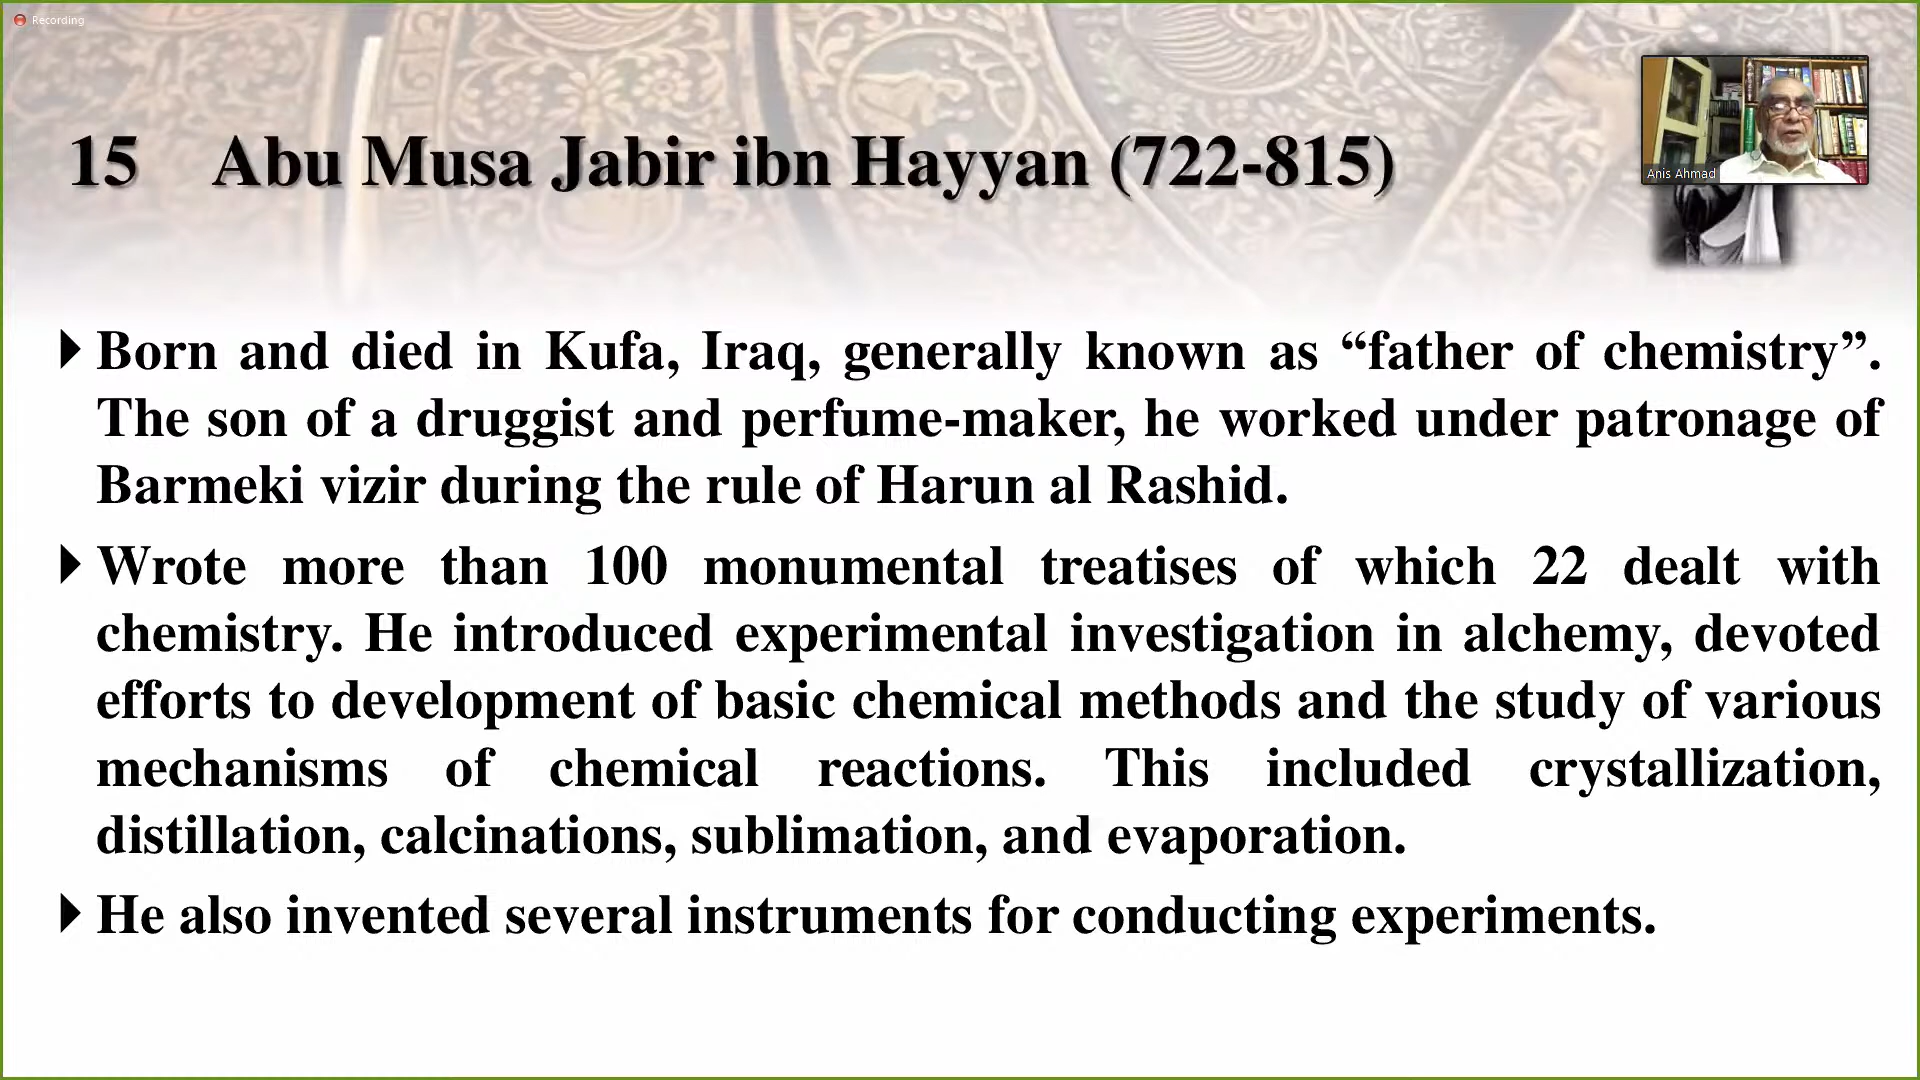 Recording
15 Abu Musa Jabir ibn Hayyan (722-815)
Anis Ahmad
Born and died in Kufa, Iraq, generally known as “father of chemistry”.
The son of a druggist and perfume-maker, he worked under patronage of
Barmeki vizir during the rule of Harun al Rashid.
Wrote more than 100 monumental treatises of which 22 dealt with
chemistry. He introduced experimental investigation in alchemy, devoted
efforts to development of basic chemical methods and the study of various
mechanisms of chemical reactions. This included crystallization,
distillation, calcinations, sublimation, and evaporation.
He also invented several instruments for conducting experiments.